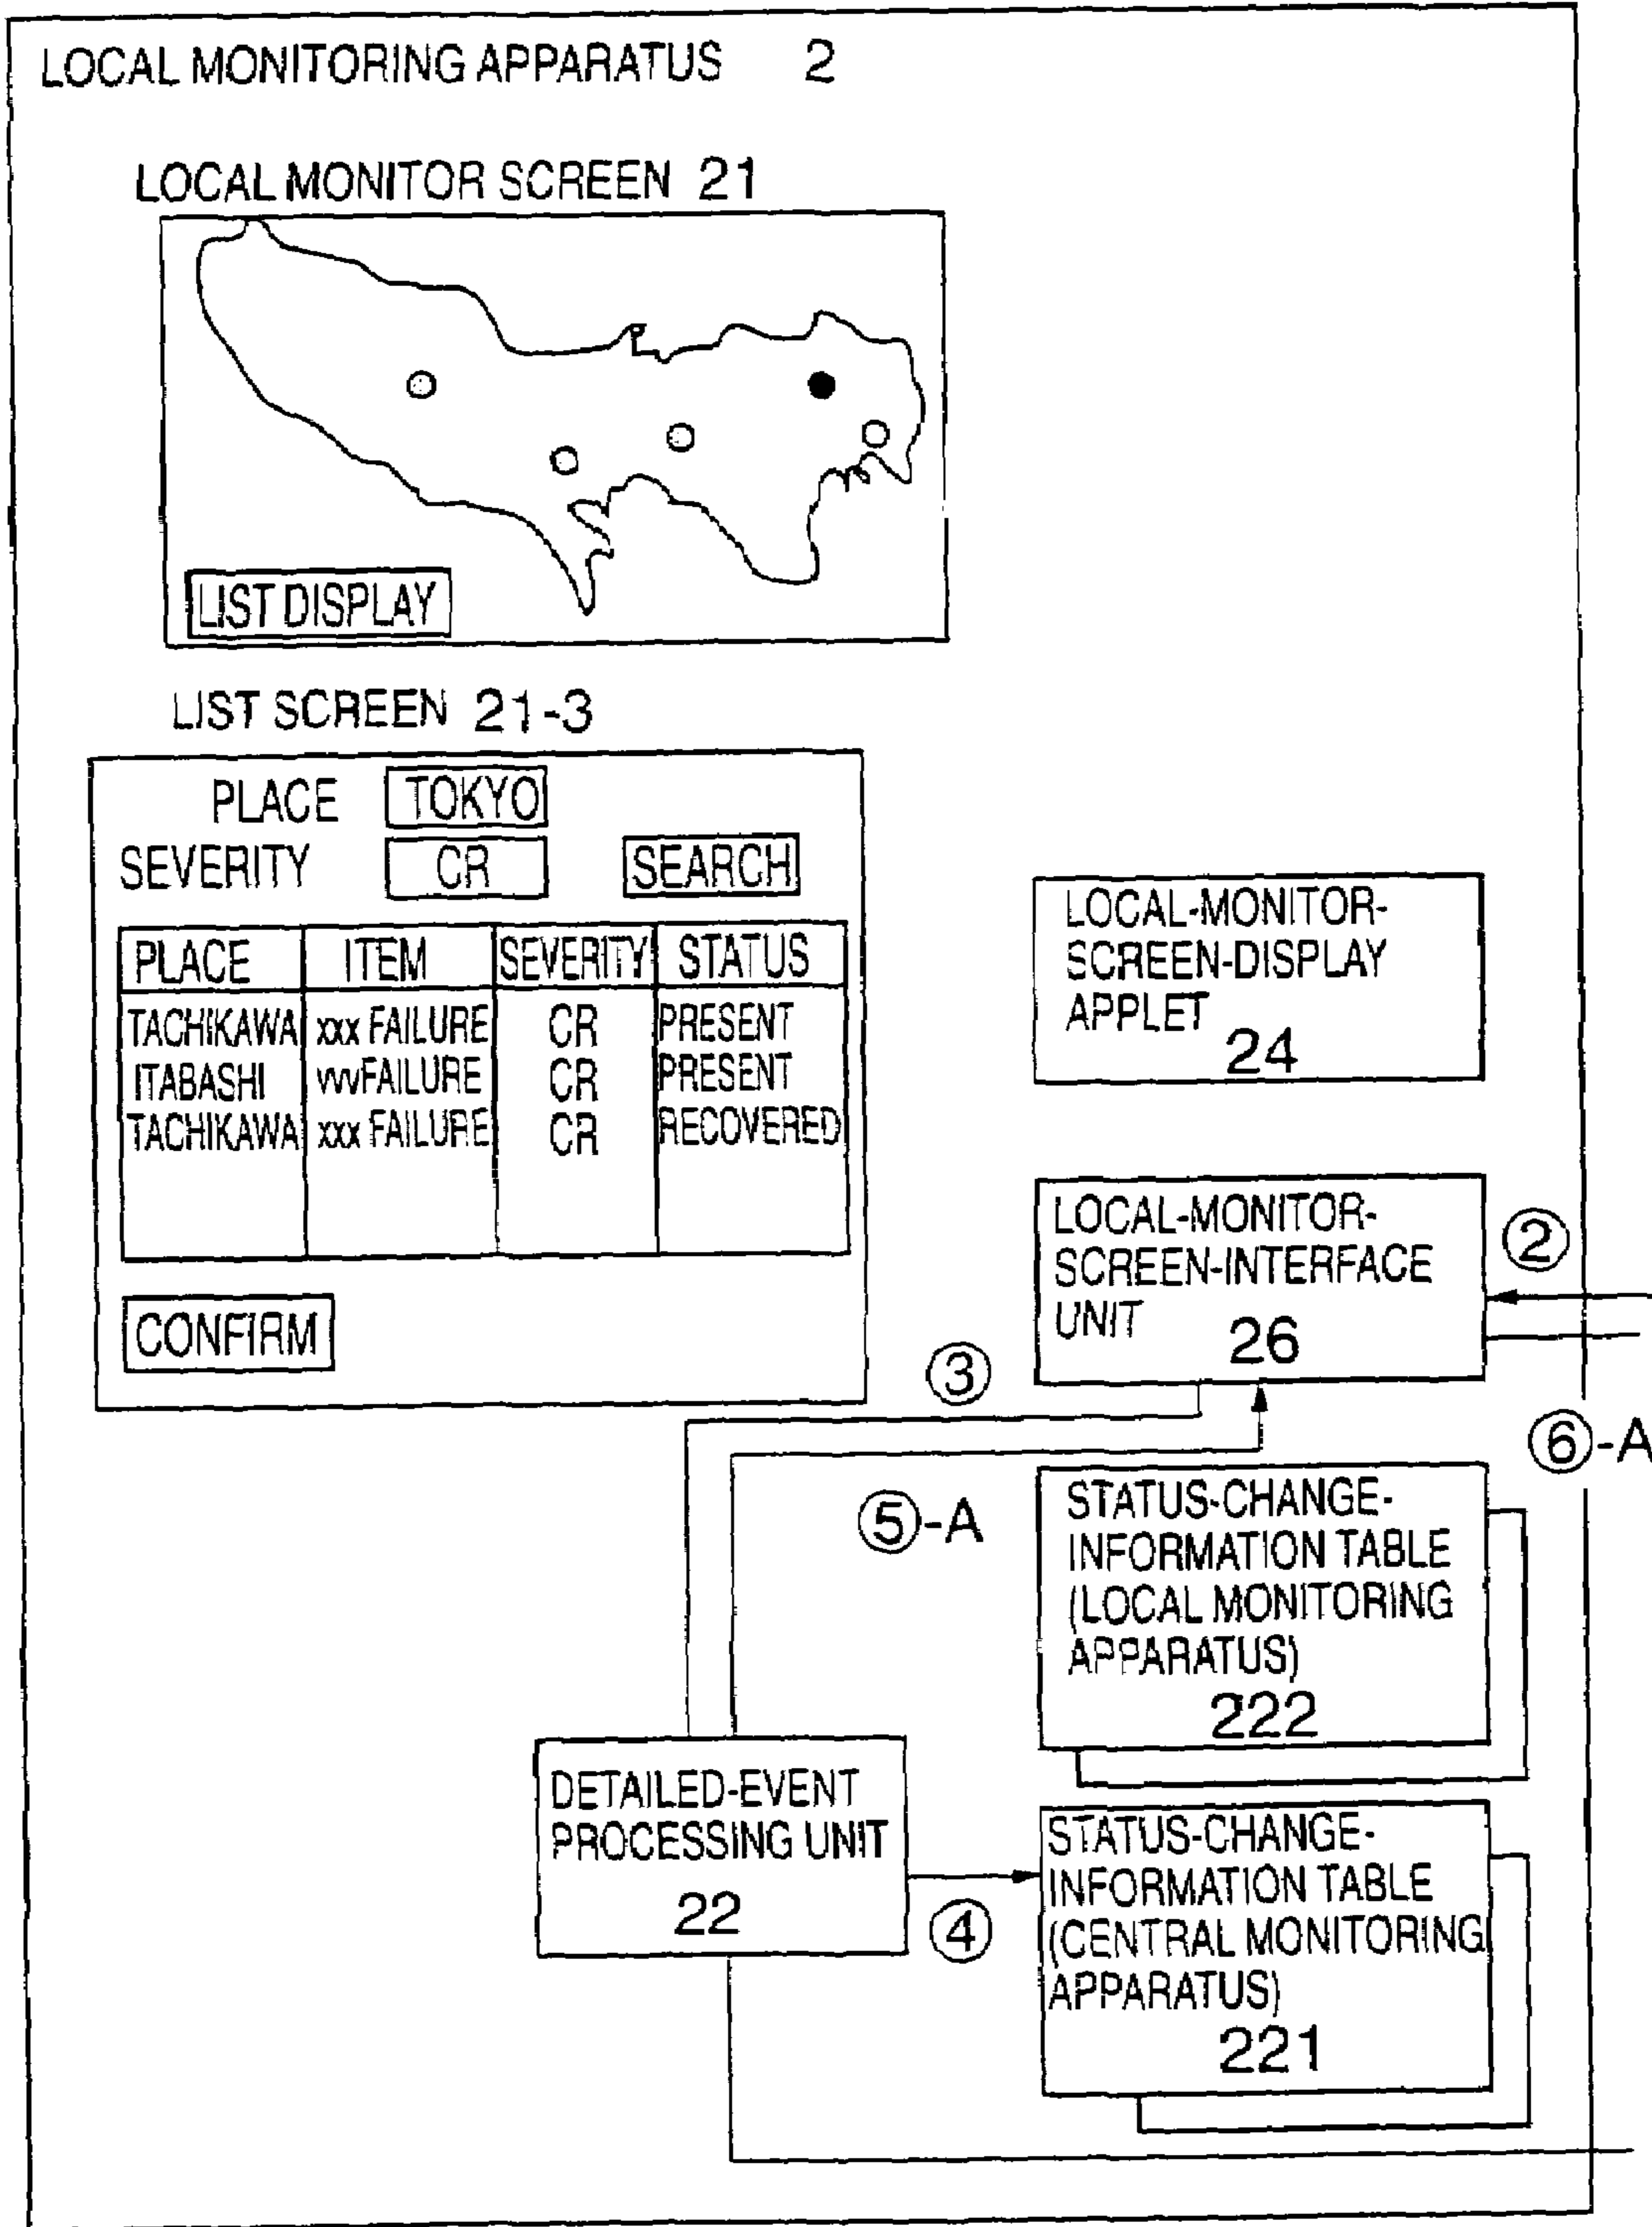 LOCAL MONITORING APPARATUS 2
LOCAL MONITOR SCREEN 21
LIST DISPLAY
LIST SCREEN 21-3
PLACE TOKYO
SEVERITY CR SEARCH
PLACE ITEM SEVERITY STATUS
TACHIKAWA xxx FAILURE CR PRESENT
ITABASHI vvvFAILURE CR PRESENT
TACHIKAWA xxx FAILURE CR RECOVERED
CONFIRM
LOCAL-MONITOR-
SCREEN-DISPLAY
APPLET
24
LOCAL-MONITOR-
SCREEN-INTERFACE
UNIT
26
②
③
⑥-A
⑤-A
STATUS-CHANGE-
INFORMATION TABLE
(LOCAL MONITORING
APPARATUS)
222
DETAILED-EVENT
PROCESSING UNIT
22
④
STATUS-CHANGE-
INFORMATION TABLE
(CENTRAL MONITORING
APPARATUS)
221